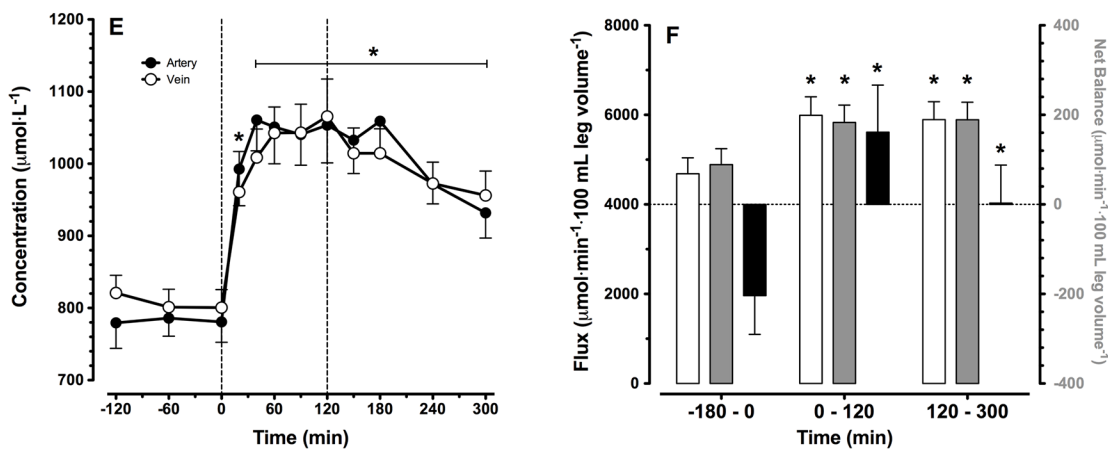 E
Artery
Vein
*
*
1200
1100
1000
900
800
700
Concentration (µmol·L⁻¹)
-120 -60 0 60 120 180 240 300
Time (min)
F
8000
6000
4000
2000
0
Flux (µmol·min⁻¹·100 mL leg volume⁻¹)
* * *
* *
*
400
200
0
-200
-400
Net Balance (µmol·min⁻¹·100 mL leg volume⁻¹)
-180 - 0 0 - 120 120 - 300
Time (min)